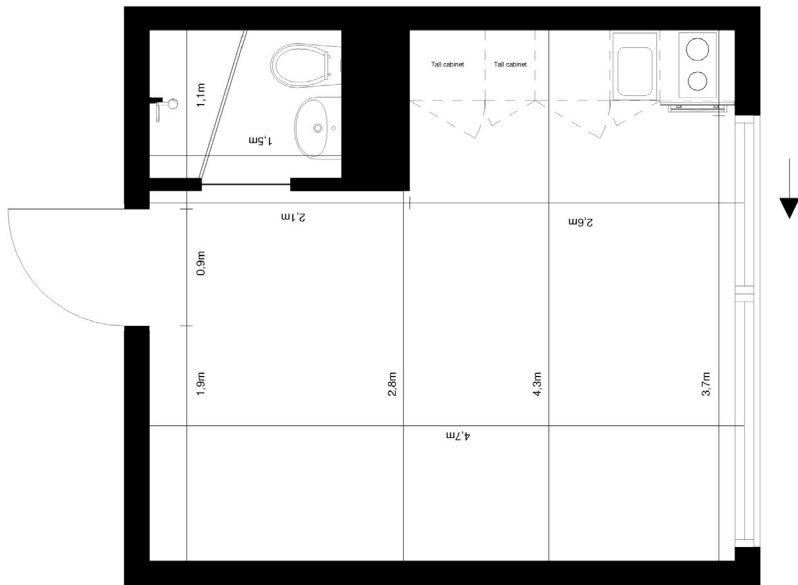 Tall cabinet
Tall cabinet
1,1m
1,5m
2,1m
2,6m
0,9m
1,9m
2,8m
4,3m
3,7m
4,7m